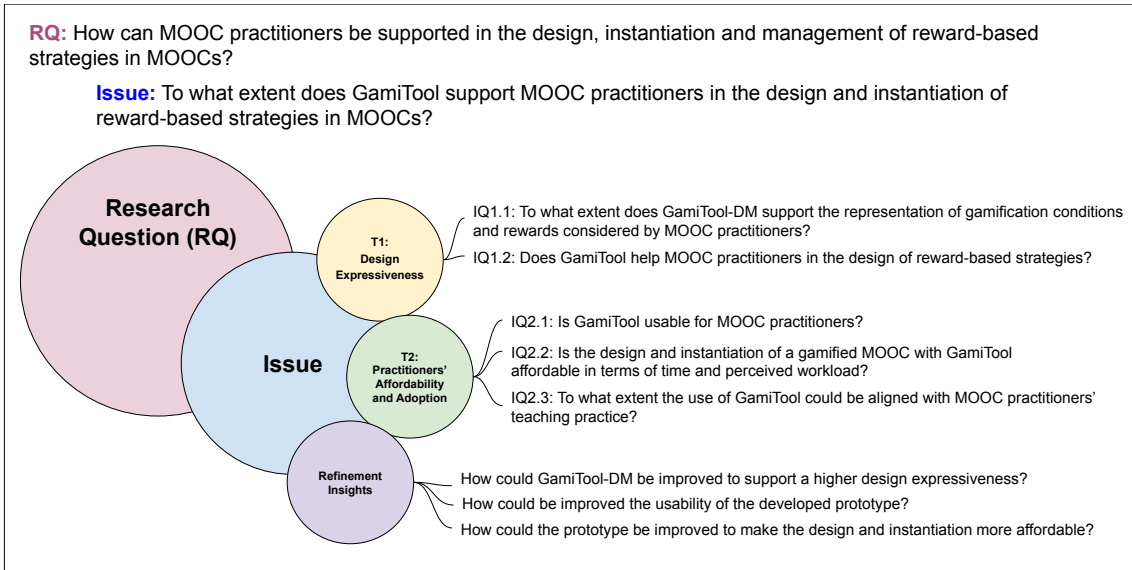 RQ: How can MOOC practitioners be supported in the design, instantiation and management of reward-based
strategies in MOOCs?
Issue: To what extent does GamiTool support MOOC practitioners in the design and instantiation of
reward-based strategies in MOOCs?
Research
Question (RQ)
Issue
T1:
Design
Expressiveness
IQ1.1: To what extent does GamiTool-DM support the representation of gamification conditions
and rewards considered by MOOC practitioners?
IQ1.2: Does GamiTool help MOOC practitioners in the design of reward-based strategies?
T2:
Practitioners'
Affordability
and Adoption
IQ2.1: Is GamiTool usable for MOOC practitioners?
IQ2.2: Is the design and instantiation of a gamified MOOC with GamiTool
affordable in terms of time and perceived workload?
IQ2.3: To what extent the use of GamiTool could be aligned with MOOC practitioners'
teaching practice?
Refinement
Insights
How could GamiTool-DM be improved to support a higher design expressiveness?
How could be improved the usability of the developed prototype?
How could the prototype be improved to make the design and instantiation more affordable?